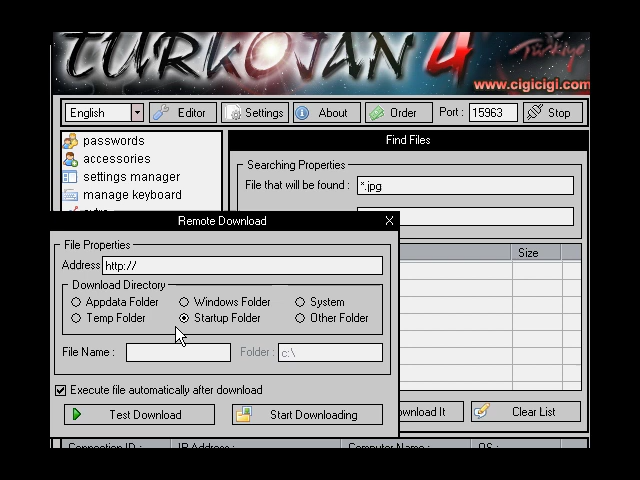 TURKOJAN 4
Türkiye
www.cigicigi.com
English Editor Settings About Order Port : 15963 Stop
passwords
accessories
settings manager
manage keyboard
Find Files
Searching Properties
File that will be found : *.jpg
Size
Remote Download X
File Properties
Address http://
Download Directory
Appdata Folder Windows Folder System
Temp Folder Startup Folder Other Folder
File Name : Folder : c:\
Execute file automatically after download
Test Download Start Downloading
ownload It Clear List
Connection ID : IP Address : Computer Name : OS :